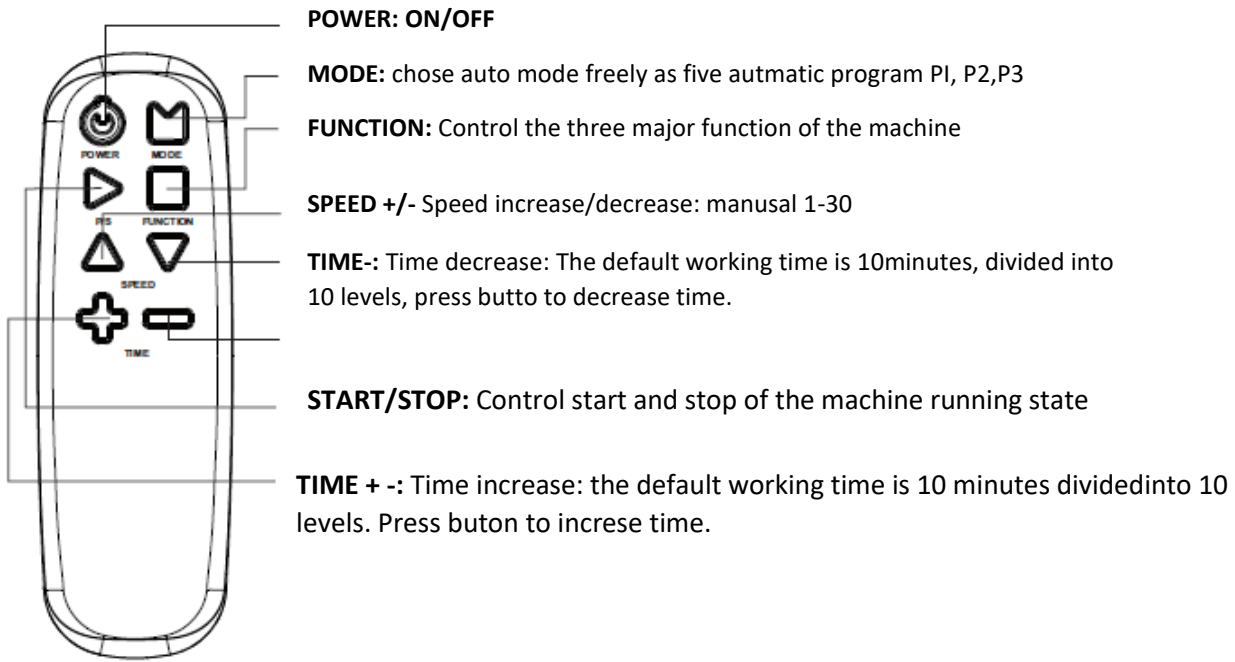 POWER: ON/OFF
MODE: chose auto mode freely as five autmatic program PI, P2,P3
FUNCTION: Control the three major function of the machine
SPEED +/- Speed increase/decrease: manusal 1-30
TIME-: Time decrease: The default working time is 10minutes, divided into
10 levels, press butto to decrease time.
START/STOP: Control start and stop of the machine running state
TIME + -: Time increase: the default working time is 10 minutes dividedinto 10
levels. Press buton to increse time.
POWER MODE
P/S FUNCTION
SPEED
TIME